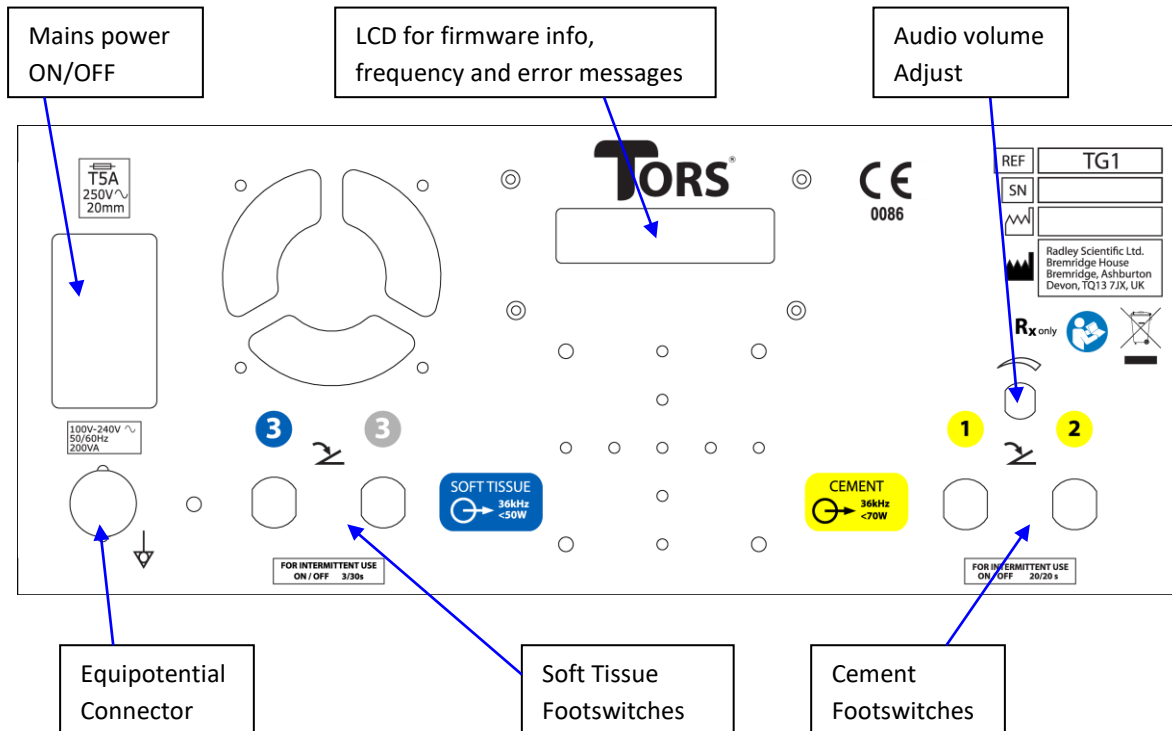 Mains power
ON/OFF
LCD for firmware info,
frequency and error messages
Audio volume
Adjust
T5A
250V
20mm
TORS®
CE
0086
REF TG1
SN
Radley Scientific Ltd.
Bremridge House
Bremridge, Ashburton
Devon, TQ13 7JX, UK
Rx only
100V-240V
50/60Hz
200VA
3
3
1
2
SOFT TISSUE
36kHz
<50W
CEMENT
36kHz
<70W
FOR INTERMITTENT USE
ON / OFF 3/30s
FOR INTERMITTENT USE
ON / OFF 20/20 s
Equipotential
Connector
Soft Tissue
Footswitches
Cement
Footswitches